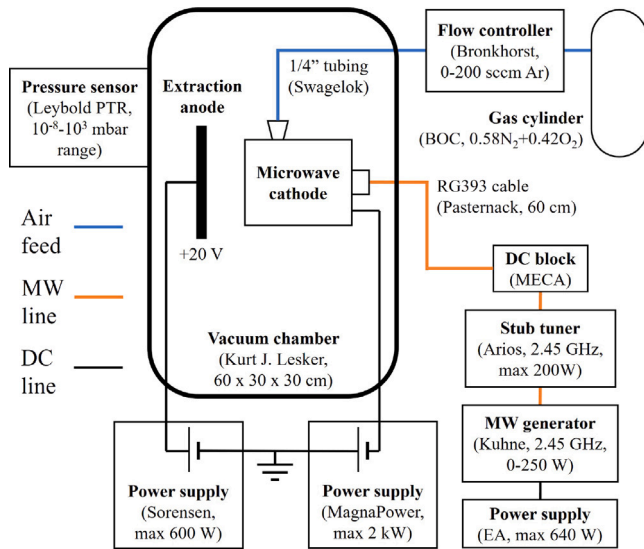 Flow controller
(Bronkhorst,
0-200 sccm Ar)
1/4” tubing
(Swagelok)
Gas cylinder
(BOC, 0.58N₂+0.42O₂)
Pressure sensor
(Leybold PTR,
10⁻⁸-10³ mbar
range)
Extraction
anode
+20 V
Microwave
cathode
RG393 cable
(Pasternack, 60 cm)
Air
feed
MW
line
DC
line
DC block
(MECA)
Vacuum chamber
(Kurt J. Lesker,
60 x 30 x 30 cm)
Stub tuner
(Arios, 2.45 GHz,
max 200W)
MW generator
(Kuhne, 2.45 GHz,
0-250 W)
Power supply
(Sorensen,
max 600 W)
Power supply
(MagnaPower,
max 2 kW)
Power supply
(EA, max 640 W)